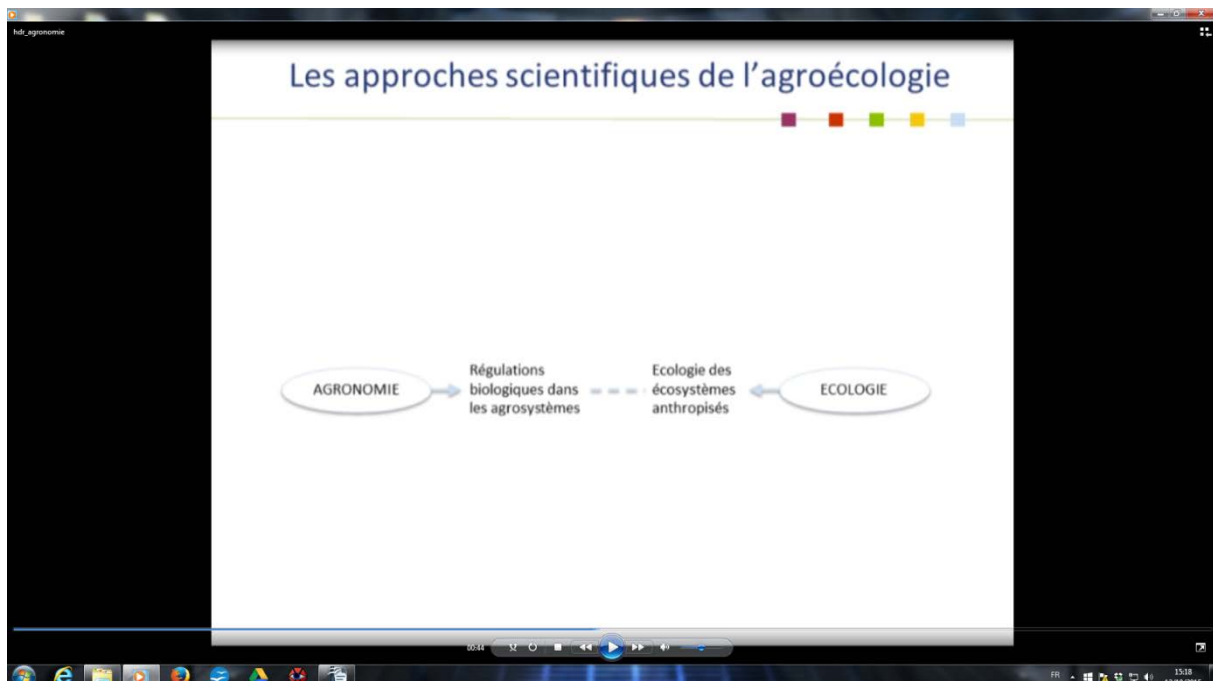 hdr_agronomie
Les approches scientifiques de l'agroécologie
AGRONOMIE
Régulations
biologiques dans
les agrosystèmes
Ecologie des
écosystèmes
anthropisés
ECOLOGIE
00:44
FR
15:18